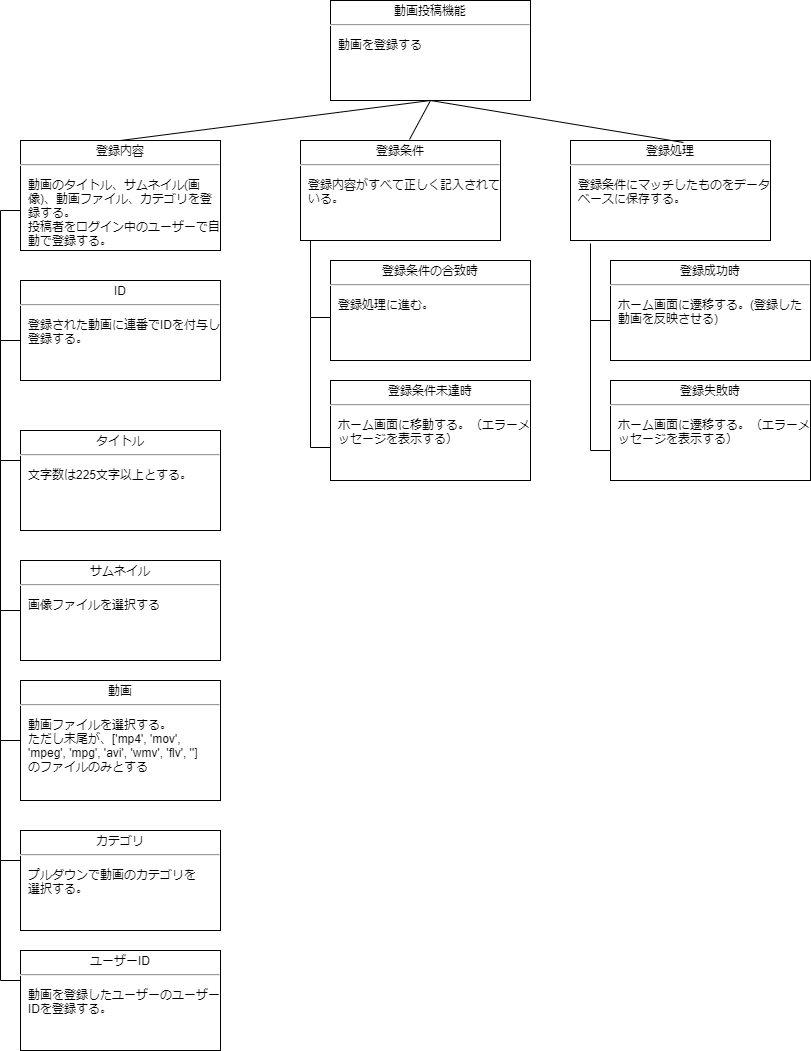 動画投稿機能
動画を登録する
登録内容
動画のタイトル、サムネイル(画
像)、動画ファイル、カテゴリを登
録する。
投稿者をログイン中のユーザーで自
動で登録する。
ID
登録された動画に連番でIDを付与し
登録する。
タイトル
文字数は225文字以上とする。
サムネイル
画像ファイルを選択する
動画
動画ファイルを選択する。
ただし末尾が、['mp4', 'mov',
'mpeg', 'mpg', 'avi', 'wmv', 'flv', '']
のファイルのみとする
カテゴリ
プルダウンで動画のカテゴリを
選択する。
ユーザーID
動画を登録したユーザーのユーザー
IDを登録する。
登録条件
登録内容がすべて正しく記入されて
いる。
登録条件の合致時
登録処理に進む。
登録条件未達時
ホーム画面に移動する。（エラーメ
ッセージを表示する）
登録処理
登録条件にマッチしたものをデータ
ベースに保存する。
登録成功時
ホーム画面に遷移する。(登録した
動画を反映させる)
登録失敗時
ホーム画面に遷移する。（エラーメ
ッセージを表示する）